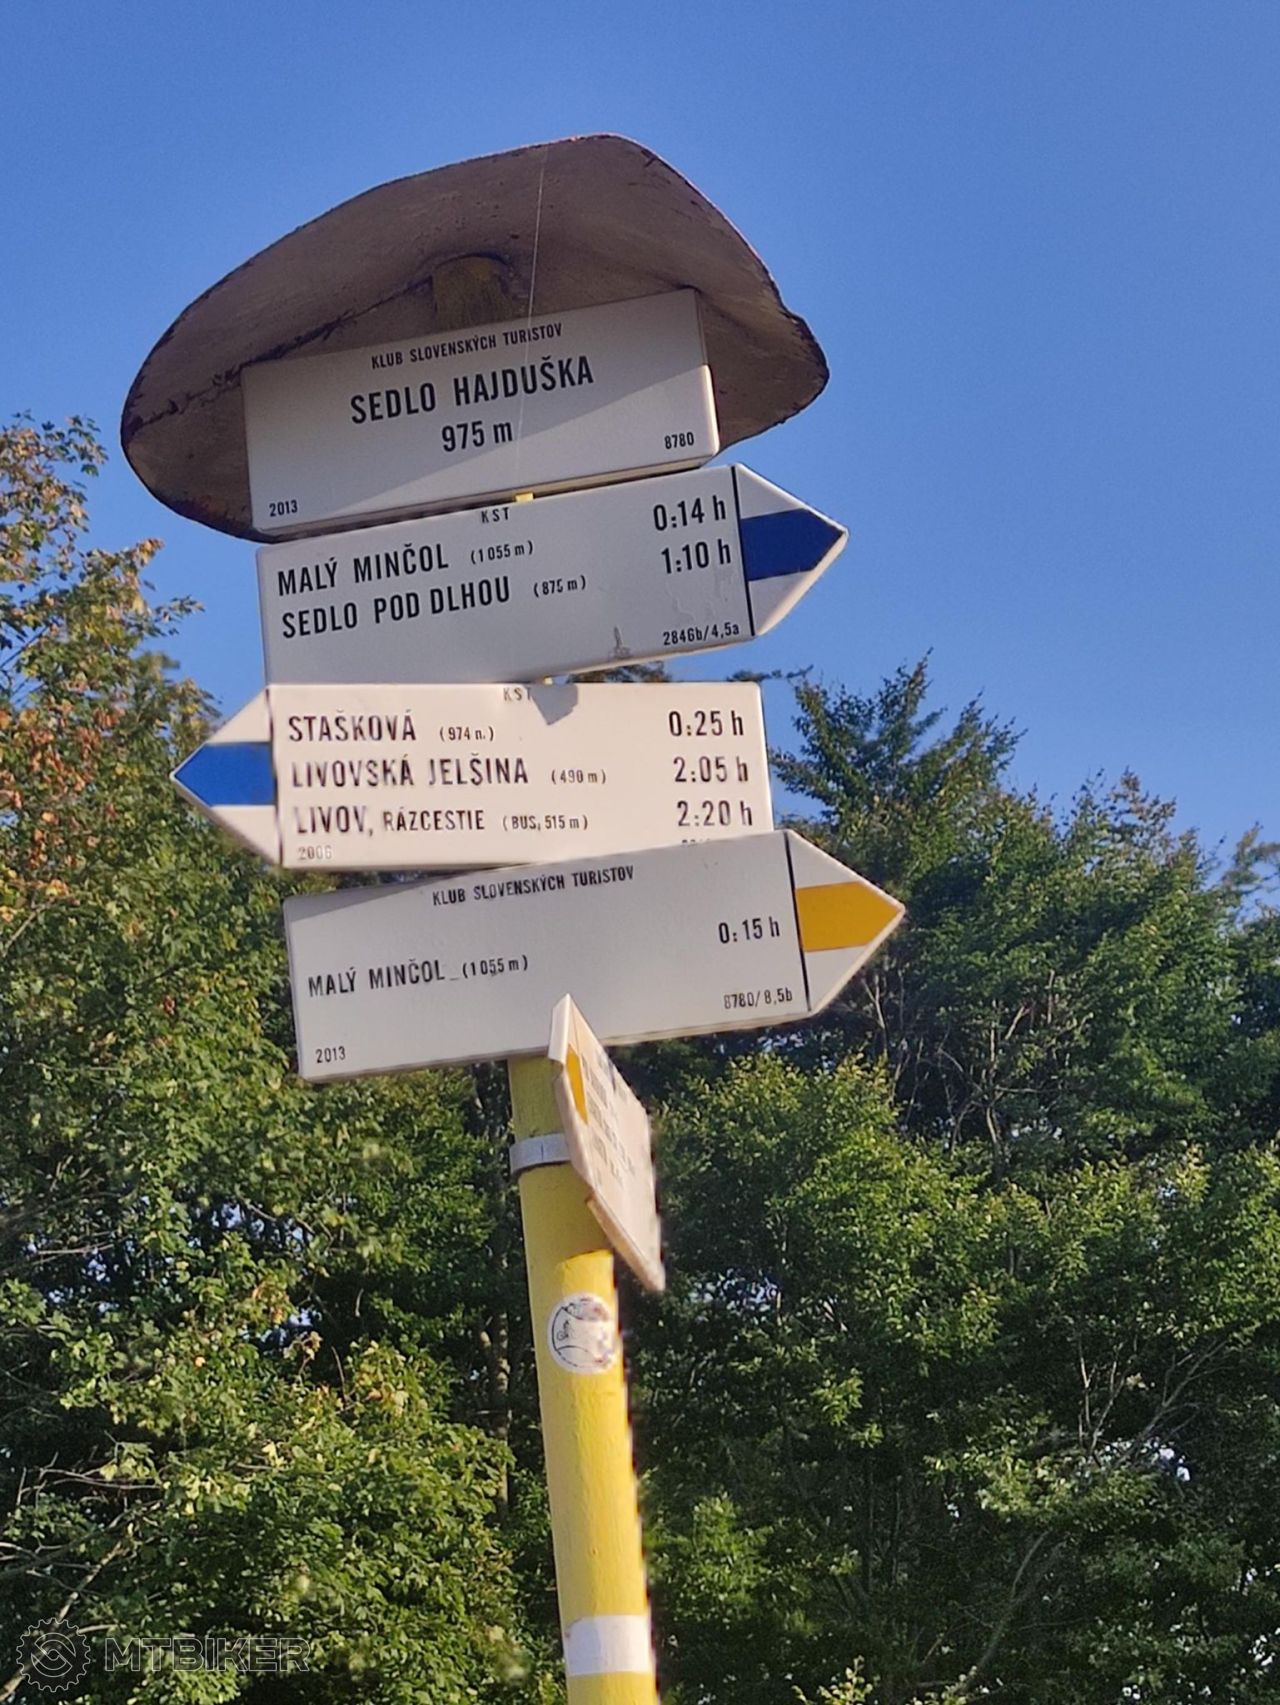 KLUB SLOVENSKÝCH TURISTOV
SEDLO HAJDUŠKA
975 m
2013 8780
KST
MALÝ MINČOL (1055 m) 0:14 h
SEDLO POD DLHOU (875 m) 1:10 h
2846b/4,5a
KST
STAŠKOVÁ (974 n.) 0:25 h
LIVOVSKÁ JELŠINA (490 m) 2:05 h
LIVOV, RÁZCESTIE (BUS, 515 m) 2:20 h
2006
KLUB SLOVENSKÝCH TURISTOV
0:15 h
MALÝ MINČOL (1055 m)
2013 8780/8,5b
MTBIKER